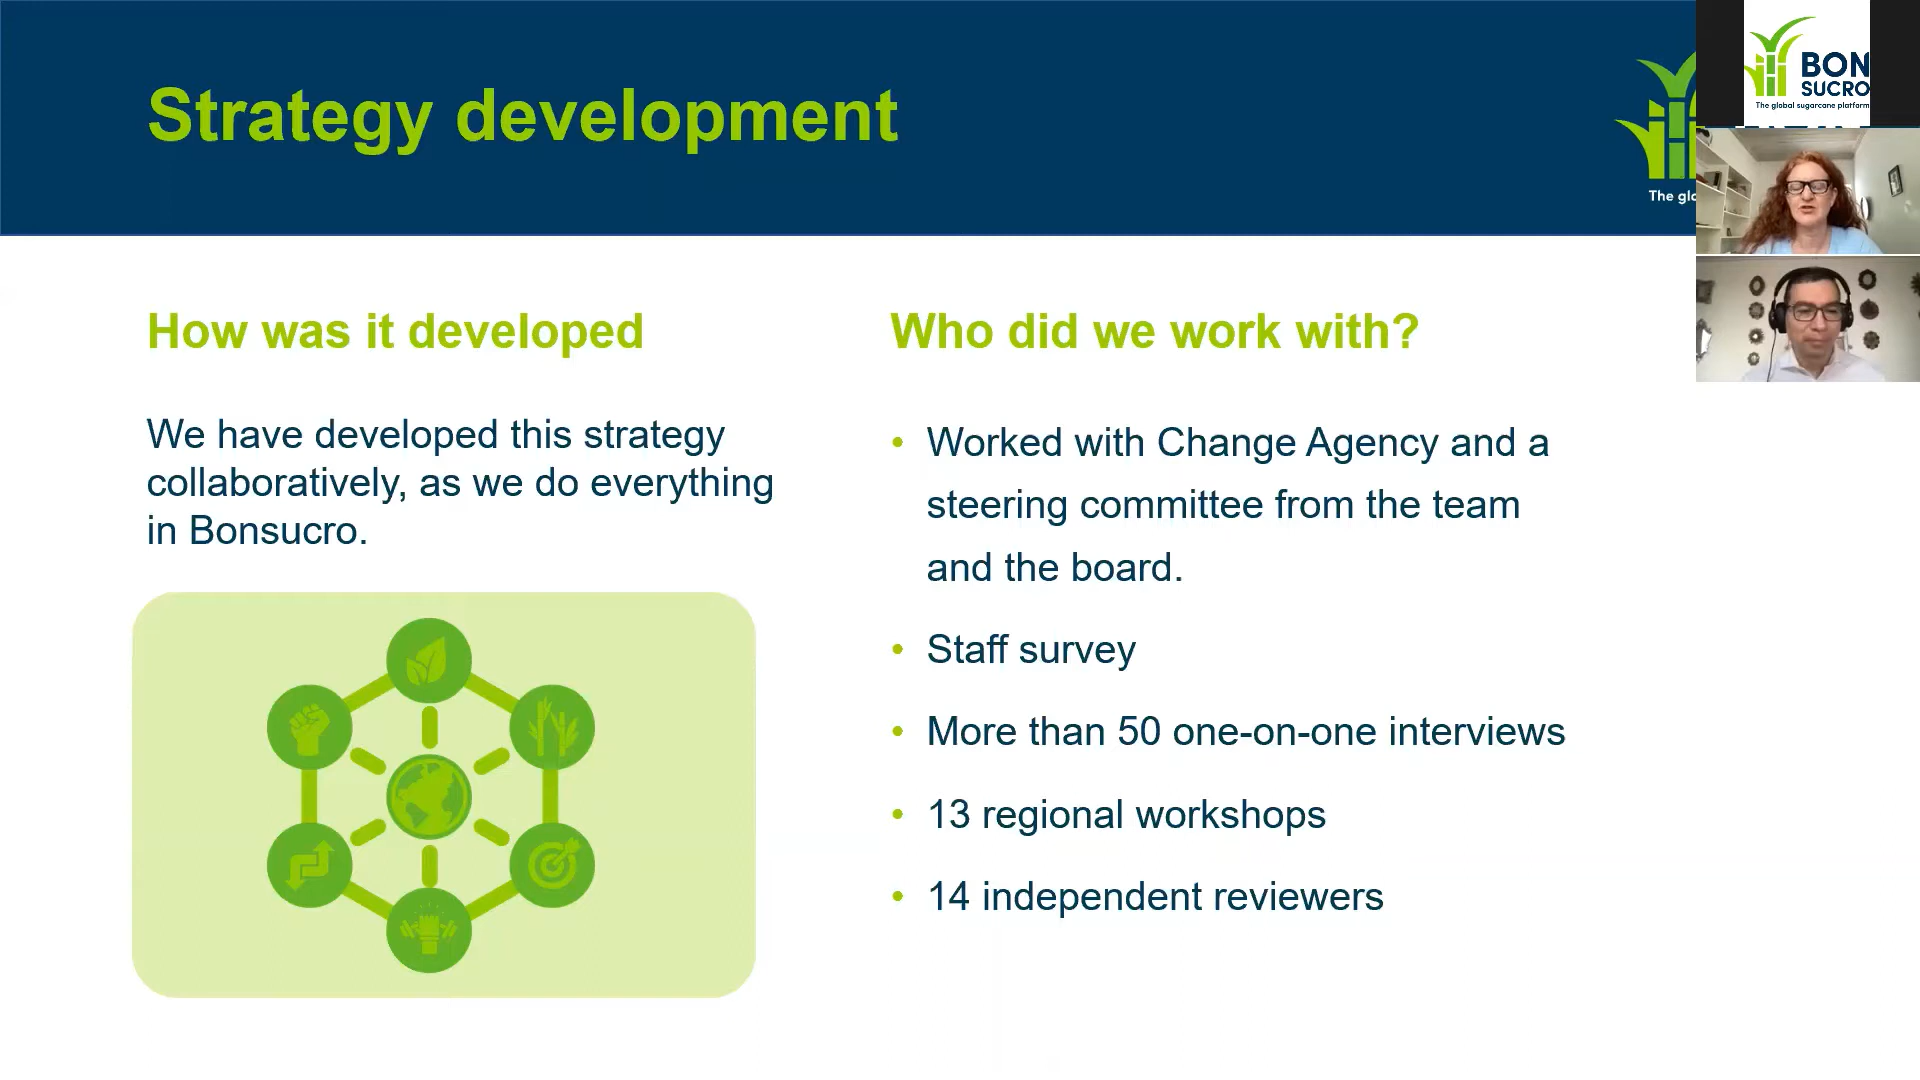 Strategy development
BON
SUCRO
The global sugarcane platform
The glo
How was it developed
We have developed this strategy
collaboratively, as we do everything
in Bonsucro.
Who did we work with?
• Worked with Change Agency and a
steering committee from the team
and the board.
• Staff survey
• More than 50 one-on-one interviews
• 13 regional workshops
• 14 independent reviewers